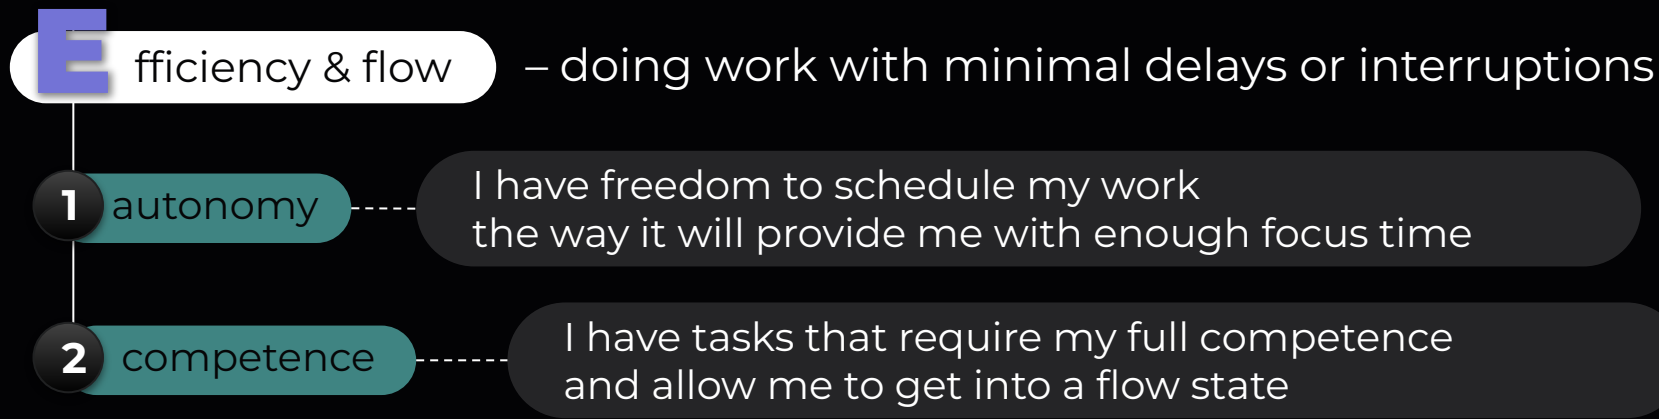 Efficiency & flow – doing work with minimal delays or interruptions
1 autonomy
I have freedom to schedule my work
the way it will provide me with enough focus time
2 competence
I have tasks that require my full competence
and allow me to get into a flow state